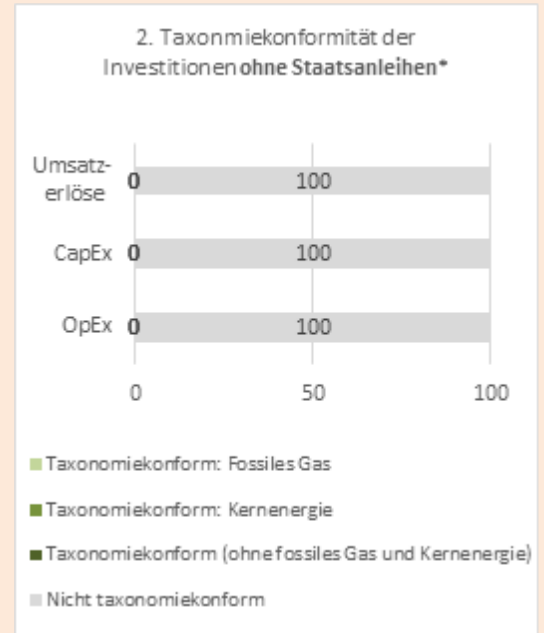 2. Taxonmiekonformität der
Investitionen ohne Staatsanleihen*
Umsatz-
erlöse
0 100
CapEx 0 100
OpEx 0 100
0 50 100
Taxonomiekonform: Fossiles Gas
Taxonomiekonform: Kernenergie
Taxonomiekonform (ohne fossiles Gas und Kernenergie)
Nicht taxonomiekonform